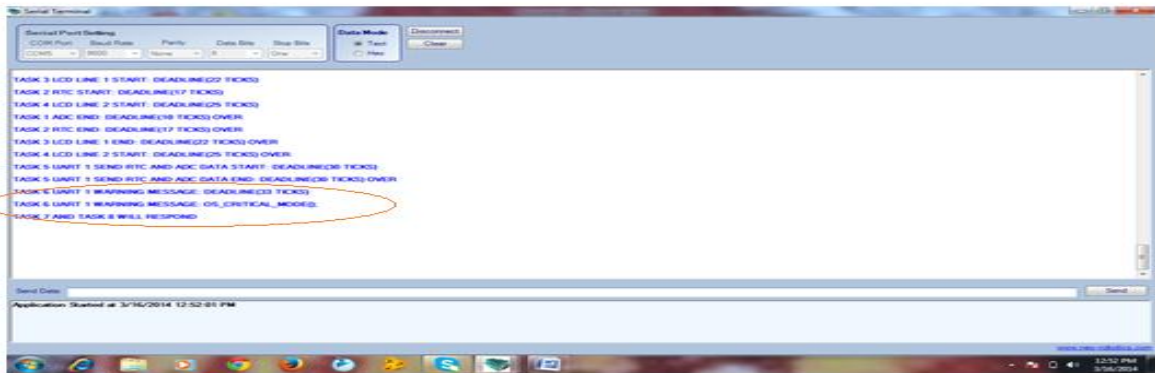 Serial Terminal
Serial Port Setting
COM Port Baud Rate Parity Data Bits Stop Bits
COM5 9600 None 8 One
Data Mode
Text
Hex
Disconnect
Clear
TASK 3 LCD LINE 1 START: DEADLINE(22 TICKS)
TASK 2 RTC START: DEADLINE(17 TICKS)
TASK 4 LCD LINE 2 START: DEADLINE(25 TICKS)
TASK 1 ADC END: DEADLINE(10 TICKS) OVER
TASK 2 RTC END: DEADLINE(17 TICKS) OVER
TASK 3 LCD LINE 1 END: DEADLINE(22 TICKS) OVER
TASK 4 LCD LINE 2 START: DEADLINE(25 TICKS) OVER
TASK 5 UART 1 SEND RTC AND ADC DATA START: DEADLINE(30 TICKS)
TASK 5 UART 1 SEND RTC AND ADC DATA END: DEADLINE(30 TICKS) OVER
TASK 6 UART 1 WARNING MESSAGE: DEADLINE(33 TICKS)
TASK 6 UART 1 WARNING MESSAGE: OS_CRITICAL_MODE();
TASK 7 AND TASK 8 WILL RESPOND
Send Data
Send
Application Started at 3/16/2014 12:52:01 PM
12:52 PM
3/16/2014